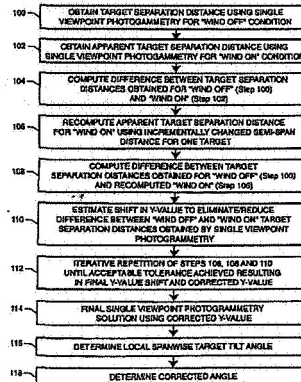 100
OBTAIN TARGET SEPARATION DISTANCE USING SINGLE
VIEWPOINT PHOTOGAMMETRY FOR "WIND OFF" CONDITION
102
OBTAIN APPARENT TARGET SEPARATION DISTANCE USING
SINGLE VIEWPOINT PHOTOGAMMETRY FOR "WIND ON" CONDITION
104
COMPUTE DIFFERENCE BETWEEN TARGET SEPARATION
DISTANCES OBTAINED FOR "WIND OFF" (Step 100)
AND "WIND ON" (Step 102)
106
RECOMPUTE APPARENT TARGET SEPARATION DISTANCE
FOR "WIND ON" USING INCREMENTALLY CHANGED SEMI-SPAN
DISTANCE FOR ONE TARGET
108
COMPUTE DIFFERENCE BETWEEN TARGET
SEPARATION DISTANCES OBTAINED FOR "WIND OFF" (Step 100)
AND RECOMPUTED "WIND ON" (Step 106)
110
ESTIMATE SHIFT IN Y-VALUE TO ELIMINATE/REDUCE
DIFFERENCE BETWEEN "WIND OFF" AND "WIND ON" TARGET
SEPARATION DISTANCES OBTAINED BY SINGLE VIEWPOINT
PHOTOGRAMMETRY
112
ITERATIVE REPETITION OF STEPS 106, 108 AND 110
UNTIL ACCEPTABLE TOLERANCE ACHIEVED RESULTING
IN FINAL Y-VALUE SHIFT AND CORRECTED Y-VALUE
114
FINAL SINGLE VIEWPOINT PHOTOGRAMMETRY
SOLUTION USING CORRECTED Y-VALUE
116
DETERMINE LOCAL SPANWISE TARGET TILT ANGLE
118
DETERMINE CORRECTED ANGLE